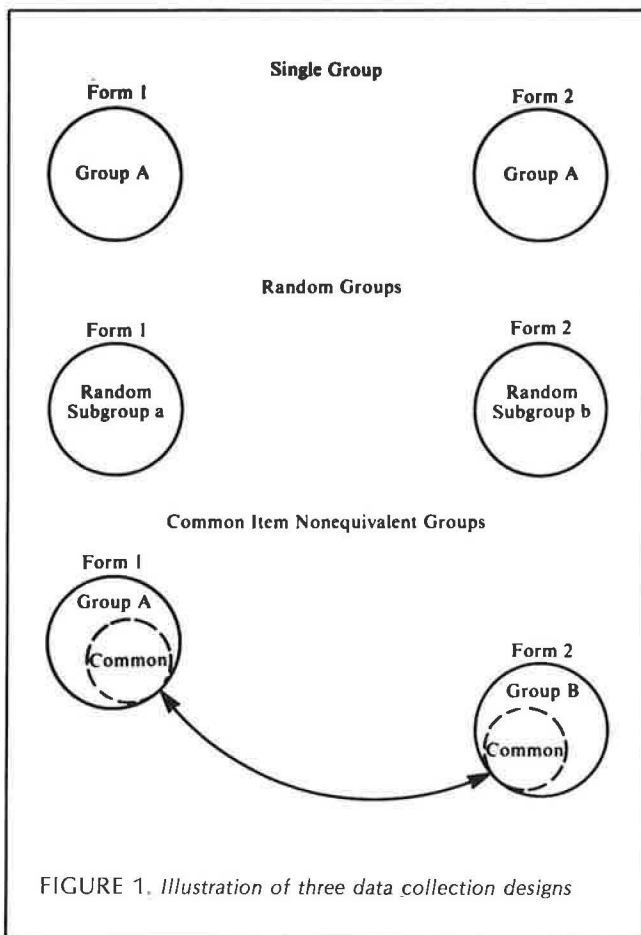 Single Group
Form 1 Form 2
Group A Group A
Random Groups
Form 1 Form 2
Random Random
Subgroup a Subgroup b
Common Item Nonequivalent Groups
Form 1
Group A
Common
Form 2
Group B
Common
FIGURE 1. Illustration of three data collection designs